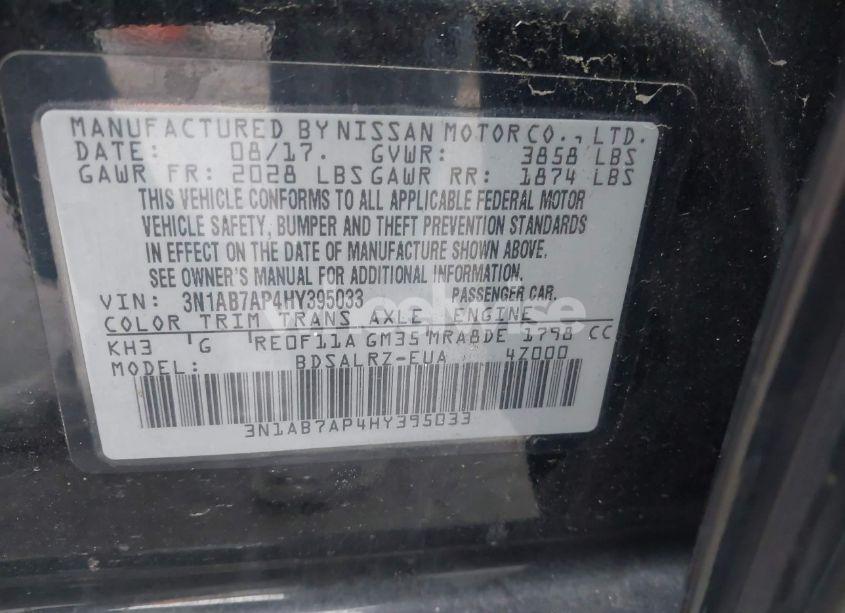 MANUFACTURED BY NISSAN MOTOR CO., LTD.
DATE: 08/17. GVWR: 3858 LBS
GAWR FR: 2028 LBS GAWR RR: 1874 LBS
THIS VEHICLE CONFORMS TO ALL APPLICABLE FEDERAL MOTOR
VEHICLE SAFETY, BUMPER AND THEFT PREVENTION STANDARDS
IN EFFECT ON THE DATE OF MANUFACTURE SHOWN ABOVE.
SEE OWNER'S MANUAL FOR ADDITIONAL INFORMATION.
VIN: 3N1AB7AP4HY395033 PASSENGER CAR.
COLOR TRIM TRANS AXLE ENGINE
KH3 G RE0F11A GM35 MRA8DE 1798 CC
MODEL: BDSALRZ-EUA 47000
3N1AB7AP4HY395033